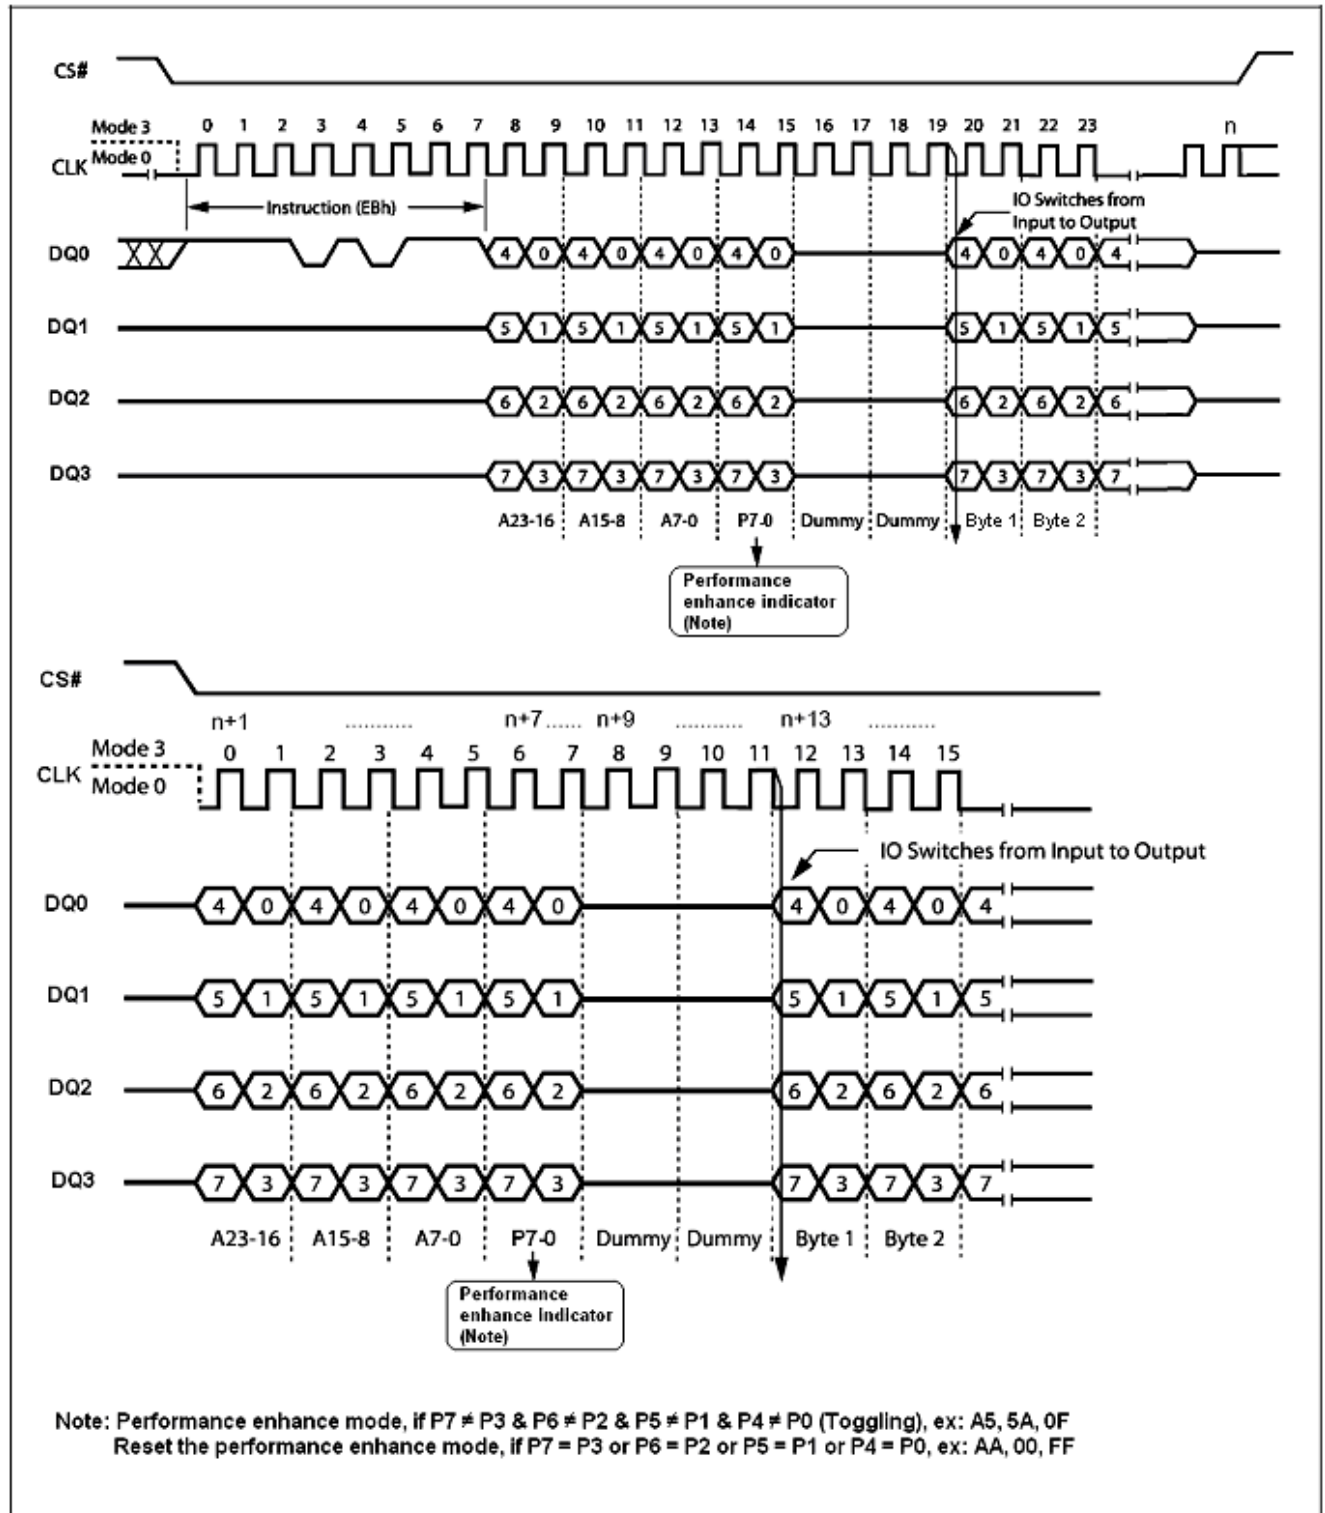 CS#
Mode 3 0 1 2 3 4 5 6 7 8 9 10 11 12 13 14 15 16 17 18 19 20 21 22 23 n
CLK Mode 0
Instruction (EBh)
IO Switches from
Input to Output
DQ0 4 0 4 0 4 0 4 0 4 0 4 0 4
DQ1 5 1 5 1 5 1 5 1 5 1 5 1 5
DQ2 6 2 6 2 6 2 6 2 6 2 6 2 6
DQ3 7 3 7 3 7 3 7 3 7 3 7 3 7
A23-16 A15-8 A7-0 P7-0 Dummy Dummy Byte 1 Byte 2
Performance
enhance indicator
(Note)
CS#
n+1 ........... n+7 ...... n+9 ........... n+13 ...........
Mode 3 0 1 2 3 4 5 6 7 8 9 10 11 12 13 14 15
CLK Mode 0
IO Switches from Input to Output
DQ0 4 0 4 0 4 0 4 0 4 0 4 0 4
DQ1 5 1 5 1 5 1 5 1 5 1 5 1 5
DQ2 6 2 6 2 6 2 6 2 6 2 6 2 6
DQ3 7 3 7 3 7 3 7 3 7 3 7 3 7
A23-16 A15-8 A7-0 P7-0 Dummy Dummy Byte 1 Byte 2
Performance
enhance indicator
(Note)
Note: Performance enhance mode, if P7 ≠ P3 & P6 ≠ P2 & P5 ≠ P1 & P4 ≠ P0 (Toggling), ex: A5, 5A, 0F
Reset the performance enhance mode, if P7 = P3 or P6 = P2 or P5 = P1 or P4 = P0, ex: AA, 00, FF